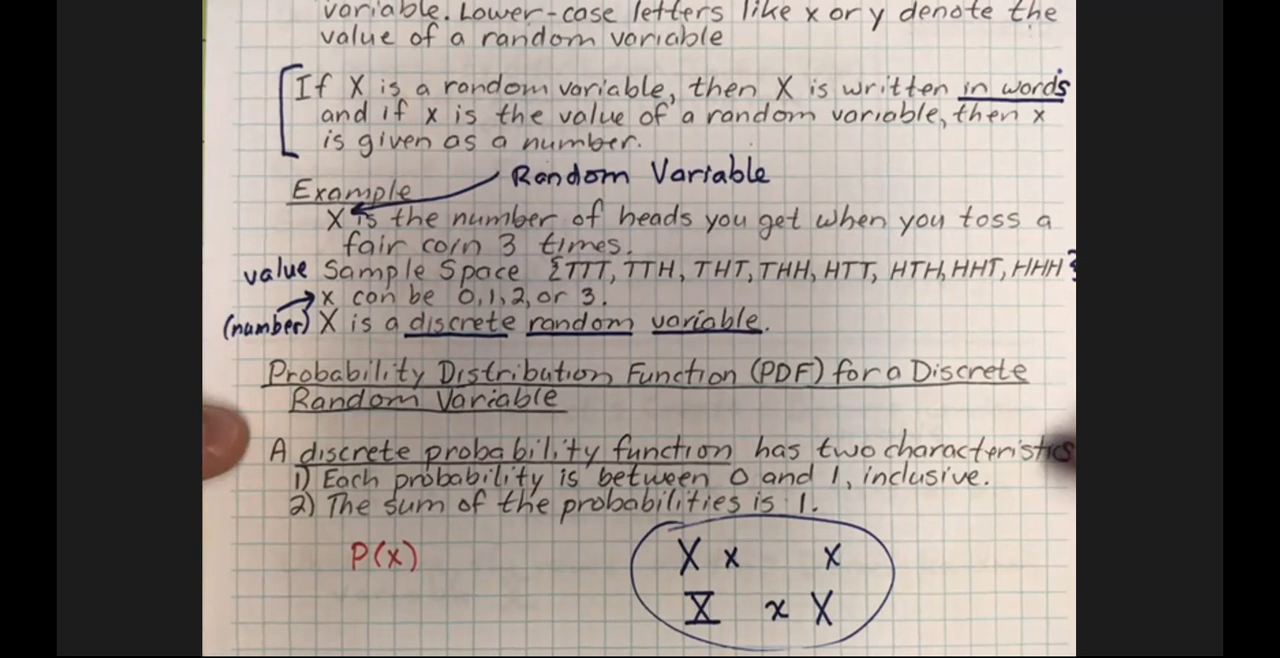 variable. Lower-case letters like x or y denote the
value of a random variable
If X is a random variable, then X is written in words
and if x is the value of a random variable, then x
is given as a number.
Random Variable
Example
X is the number of heads you get when you toss a
fair coin 3 times.
value Sample Space {TTT, TTH, THT, THH, HTT, HTH, HHT, HHH}
x can be 0, 1, 2, or 3.
(number) X is a discrete random variable.
Probability Distribution Function (PDF) for a Discrete
Random Variable
A discrete probability function has two characteristics
1) Each probability is between 0 and 1, inclusive.
2) The sum of the probabilities is 1.
P(x) X x x
X x X